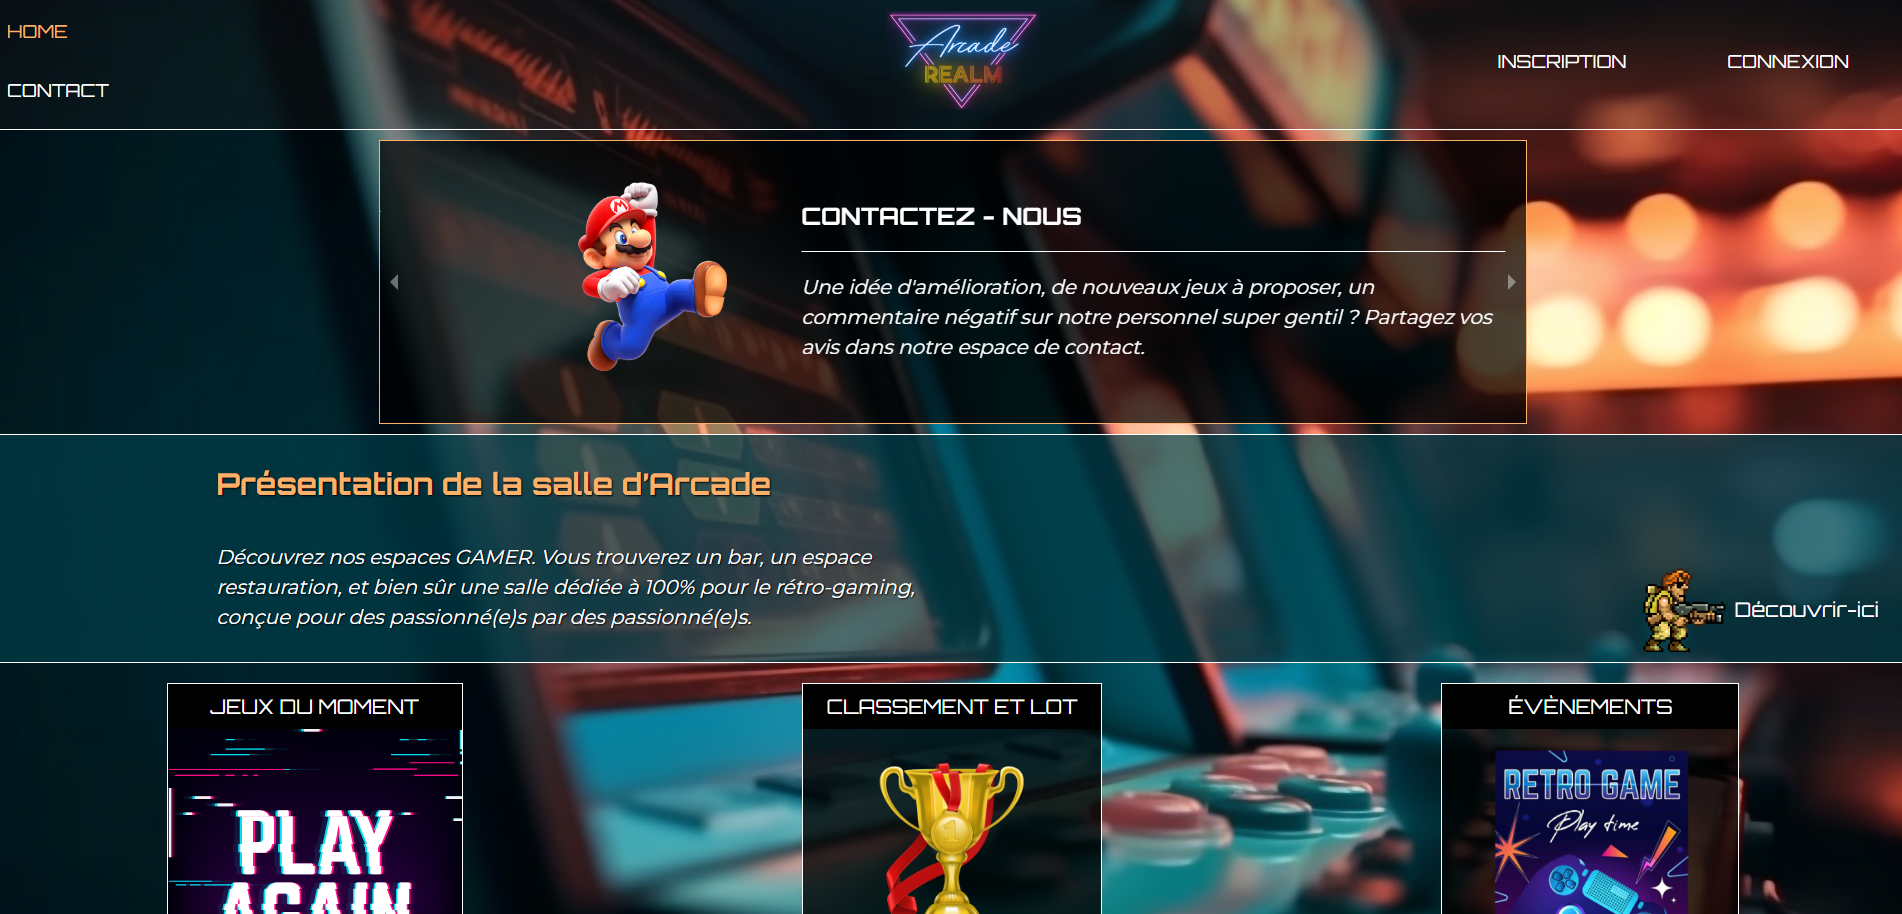 HOME
CONTACT
Arcade
REALM
INSCRIPTION
CONNEXION
M
CONTACTEZ - NOUS
Une idée d'amélioration, de nouveaux jeux à proposer, un
commentaire négatif sur notre personnel super gentil ? Partagez vos
avis dans notre espace de contact.
Présentation de la salle d'Arcade
Découvrez nos espaces GAMER. Vous trouverez un bar, un espace
restauration, et bien sûr une salle dédiée à 100% pour le rétro-gaming,
conçue pour des passionné(e)s par des passionné(e)s.
Découvrir-ici
JEUX DU MOMENT
PLAY
AGAIN
CLASSEMENT ET LOT
1
ÉVÈNEMENTS
RETRO GAME
Play time